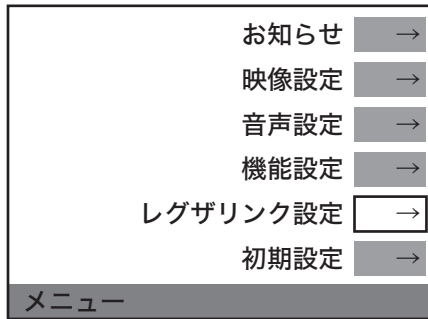 お知らせ →
映像設定 →
音声設定 →
機能設定 →
レグザリンク設定 →
初期設定 →
メニュー